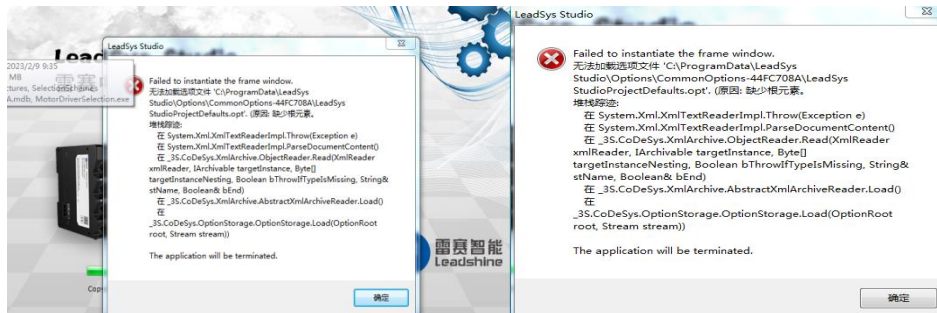 LeadSys Studio
Lead
2023/2/9 9:35
MB
tures, SelectionSchemes
A.mdb, MotorDriverSelection.exe
Failed to instantiate the frame window.
无法加载选项文件 'C:\ProgramData\LeadSys
Studio\Options\CommonOptions-44FC708A\LeadSys
StudioProjectDefaults.opt'. (原因: 缺少根元素。
堆栈踪迹:
在 System.Xml.XmlTextReaderImpl.Throw(Exception e)
在 System.Xml.XmlTextReaderImpl.ParseDocumentContent()
在 _3S.CoDeSys.XmlArchive.ObjectReader.Read(XmlReader
xmlReader, IArchivable targetInstance, Byte[]
targetInstanceNesting, Boolean bThrowIfTypeIsMissing, String&
stName, Boolean& bEnd)
在 _3S.CoDeSys.XmlArchive.AbstractXmlArchiveReader.Load()
在
_3S.CoDeSys.OptionStorage.OptionStorage.Load(OptionRoot
root, Stream stream))
The application will be terminated.
确定
雷赛智能
Leadshine
Copy
LeadSys Studio
Failed to instantiate the frame window.
无法加载选项文件 'C:\ProgramData\LeadSys
Studio\Options\CommonOptions-44FC708A\LeadSys
StudioProjectDefaults.opt'. (原因: 缺少根元素。
堆栈踪迹:
在 System.Xml.XmlTextReaderImpl.Throw(Exception e)
在 System.Xml.XmlTextReaderImpl.ParseDocumentContent()
在 _3S.CoDeSys.XmlArchive.ObjectReader.Read(XmlReader
xmlReader, IArchivable targetInstance, Byte[]
targetInstanceNesting, Boolean bThrowIfTypeIsMissing, String&
stName, Boolean& bEnd)
在 _3S.CoDeSys.XmlArchive.AbstractXmlArchiveReader.Load()
在
_3S.CoDeSys.OptionStorage.OptionStorage.Load(OptionRoot
root, Stream stream))
The application will be terminated.
确定